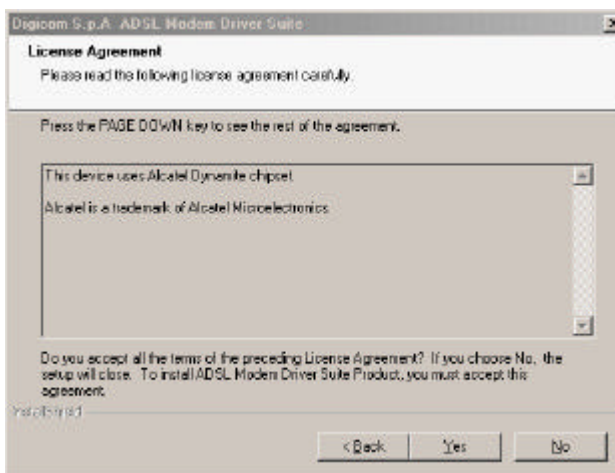 Digicom S.p.A ADSL Modem Driver Suite
License Agreement
Please read the following license agreement carefully.
Press the PAGE DOWN key to see the rest of the agreement.
This device uses Alcatel Dynamite chipset
Alcatel is a trademark of Alcatel Microelectronics
Do you accept all the terms of the preceding License Agreement? If you choose No, the
setup will close. To install ADSL Modem Driver Suite Product, you must accept this
agreement.
InstallShield
< Back
Yes
No